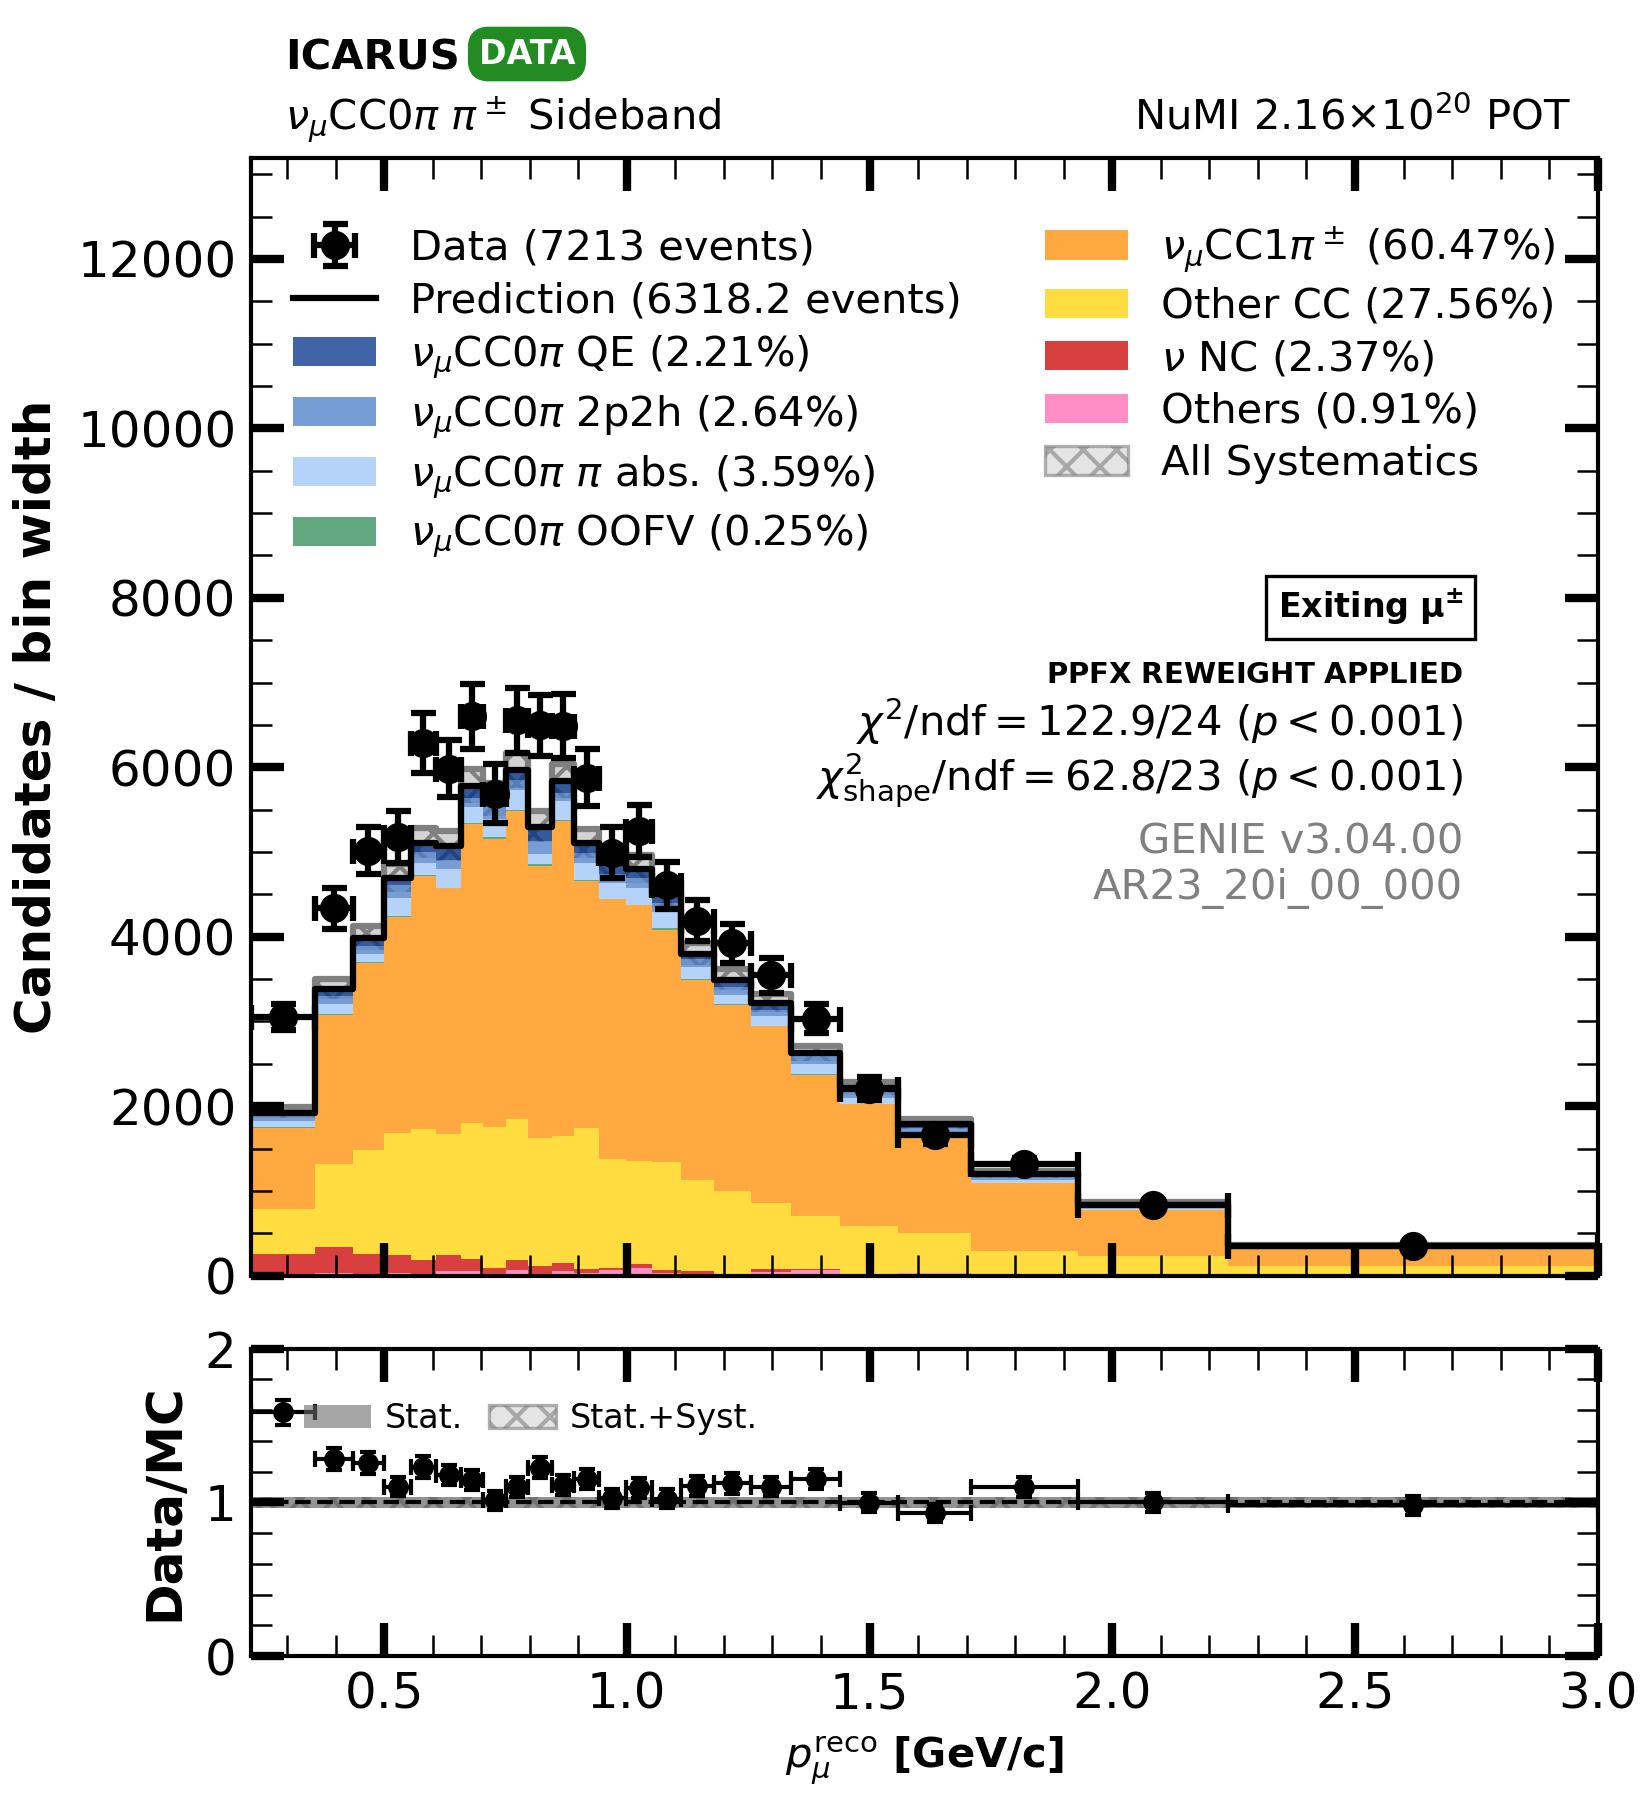 ICARUS DATA
νμCC0π π± Sideband
NuMI 2.16×10²⁰ POT
Candidates / bin width
12000
10000
8000
6000
4000
2000
0
Data (7213 events)
Prediction (6318.2 events)
νμCC0π QE (2.21%)
νμCC0π 2p2h (2.64%)
νμCC0π π abs. (3.59%)
νμCC0π OOFV (0.25%)
νμCC1π± (60.47%)
Other CC (27.56%)
ν NC (2.37%)
Others (0.91%)
All Systematics
Exiting μ±
PPFX REWEIGHT APPLIED
χ²/ndf = 122.9/24 (p < 0.001)
χ²shape/ndf = 62.8/23 (p < 0.001)
GENIE v3.04.00
AR23_20i_00_000
Data/MC
2
1
0
Stat.
Stat.+Syst.
0.5 1.0 1.5 2.0 2.5 3.0
pμreco [GeV/c]